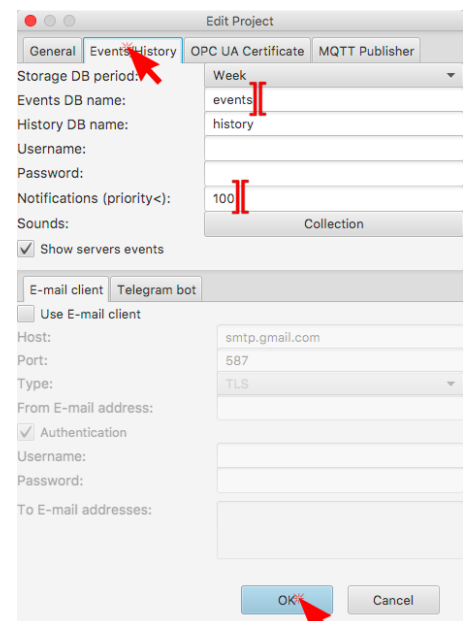 Edit Project
General Events/History OPC UA Certificate MQTT Publisher
Storage DB period: Week
Events DB name: events
History DB name: history
Username:
Password:
Notifications (priority<): 100
Sounds: Collection
Show servers events
E-mail client Telegram bot
Use E-mail client
Host: smtp.gmail.com
Port: 587
Type: TLS
From E-mail address:
Authentication
Username:
Password:
To E-mail addresses:
OK Cancel